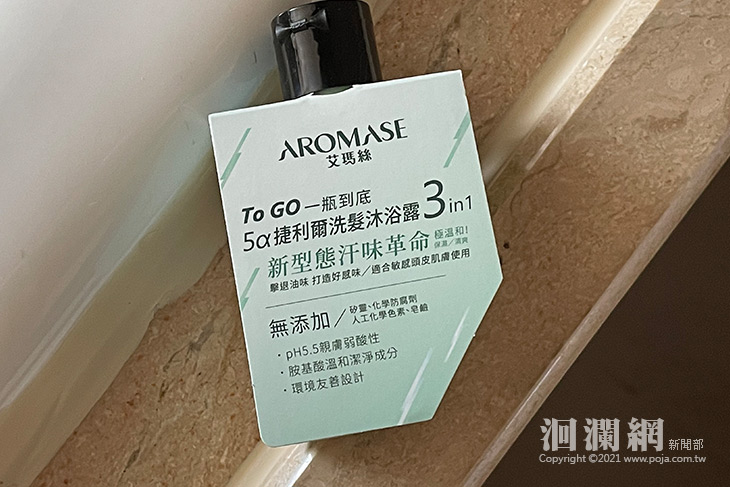 AROMASE
艾瑪絲
To GO 一瓶到底
5α捷利爾洗髮沐浴露3in1
新型態汗味革命 極溫和!
保濕/清爽
擊退油味 打造好感味/適合敏感頭皮肌膚使用
無添加/矽靈、化學防腐劑
人工化學色素、皂鹼
・pH5.5親膚弱酸性
・胺基酸溫和潔淨成分
・環境友善設計
洄瀾網 新聞部
Copyright ©2021 www.poja.com.tw